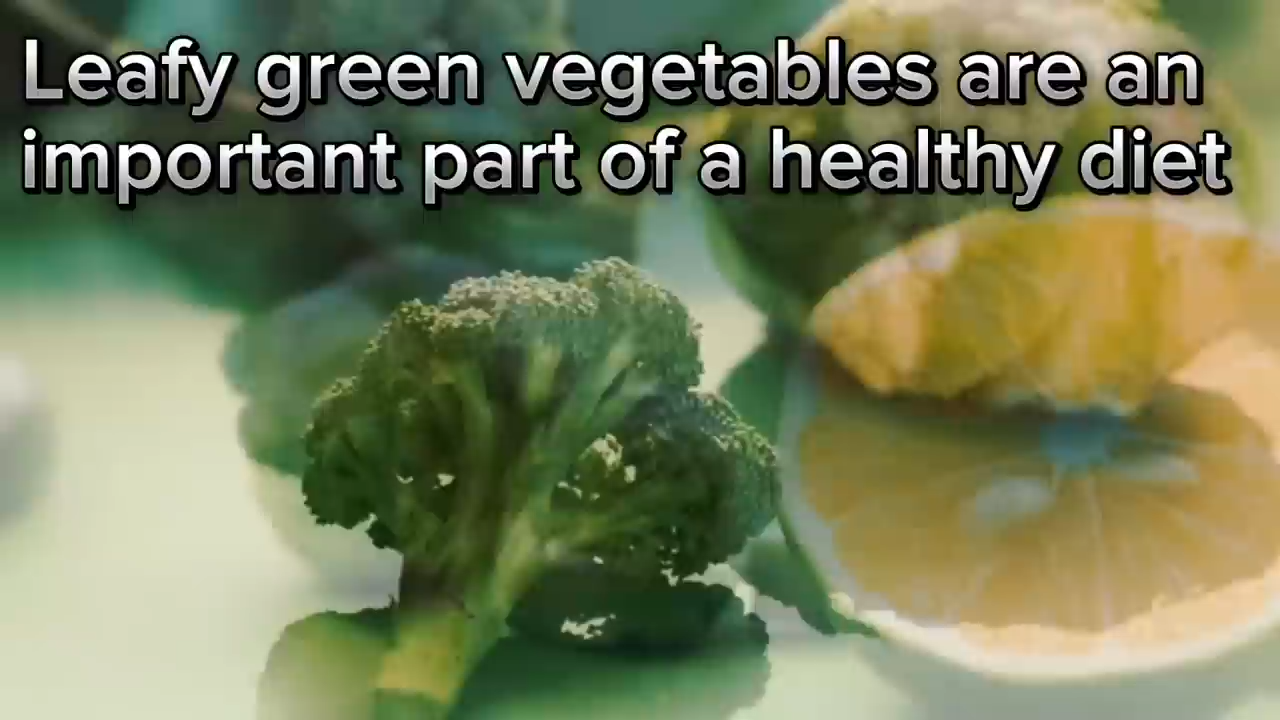 Leafy green vegetables are an
important part of a healthy diet